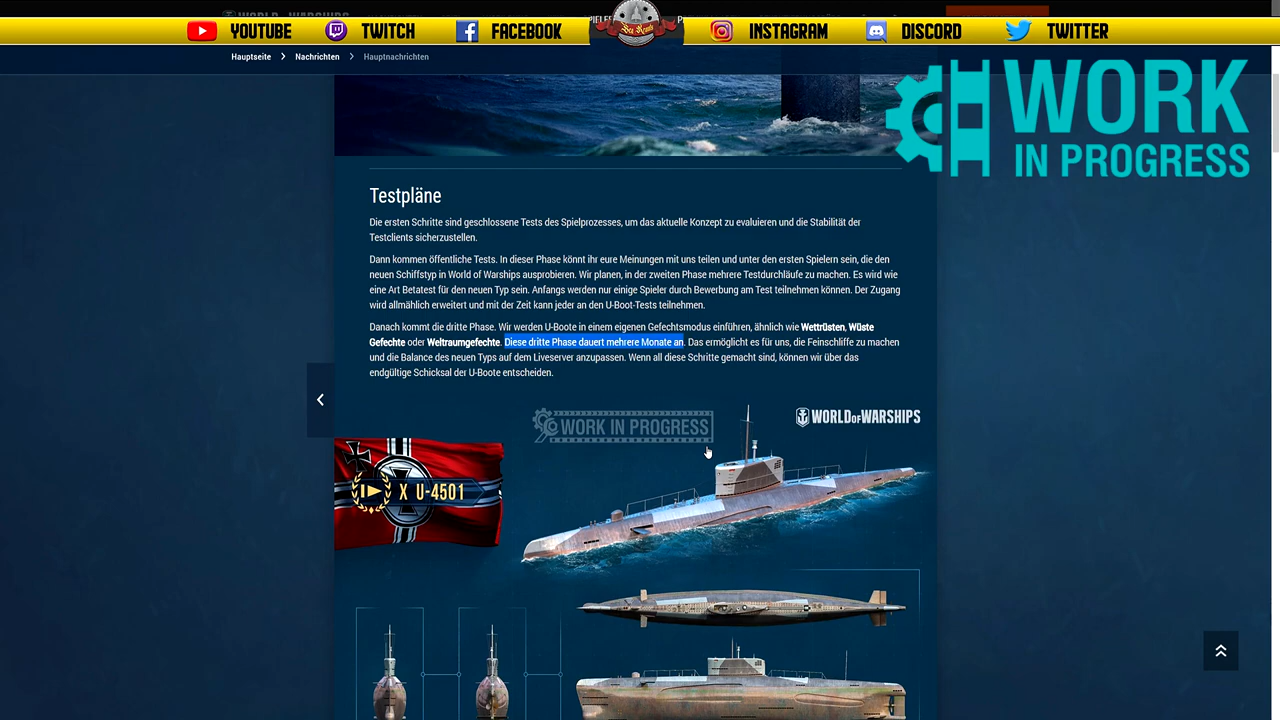 YOUTUBE TWITCH FACEBOOK INSTAGRAM DISCORD TWITTER
Hauptseite Nachrichten Hauptnachrichten
WORK
IN PROGRESS
Testpläne
Die ersten Schritte sind geschlossene Tests des Spielprozesses, um das aktuelle Konzept zu evaluieren und die Stabilität der
Testclients sicherzustellen.
Dann kommen öffentliche Tests. In dieser Phase könnt ihr eure Meinungen mit uns teilen und unter den ersten Spielern sein, die den
neuen Schiffstyp in World of Warships ausprobieren. Wir planen, in der zweiten Phase mehrere Testdurchläufe zu machen. Es wird wie
eine Art Betatest für den neuen Typ sein. Anfangs werden nur einige Spieler durch Bewerbung am Test teilnehmen können. Der Zugang
wird allmählich erweitert und mit der Zeit kann jeder an den U-Boot-Tests teilnehmen.
Danach kommt die dritte Phase. Wir werden U-Boote in einem eigenen Gefechtsmodus einführen, ähnlich wie Wettrüsten, Wüste
Gefechte oder Weltraumgefechte. Diese dritte Phase dauert mehrere Monate an. Das ermöglicht es für uns, die Feinschliffe zu machen
und die Balance des neuen Typs auf dem Liveserver anzupassen. Wenn all diese Schritte gemacht sind, können wir über das
endgültige Schicksal der U-Boote entscheiden.
WORK IN PROGRESS
WORLD OF WARSHIPS
X U-4501